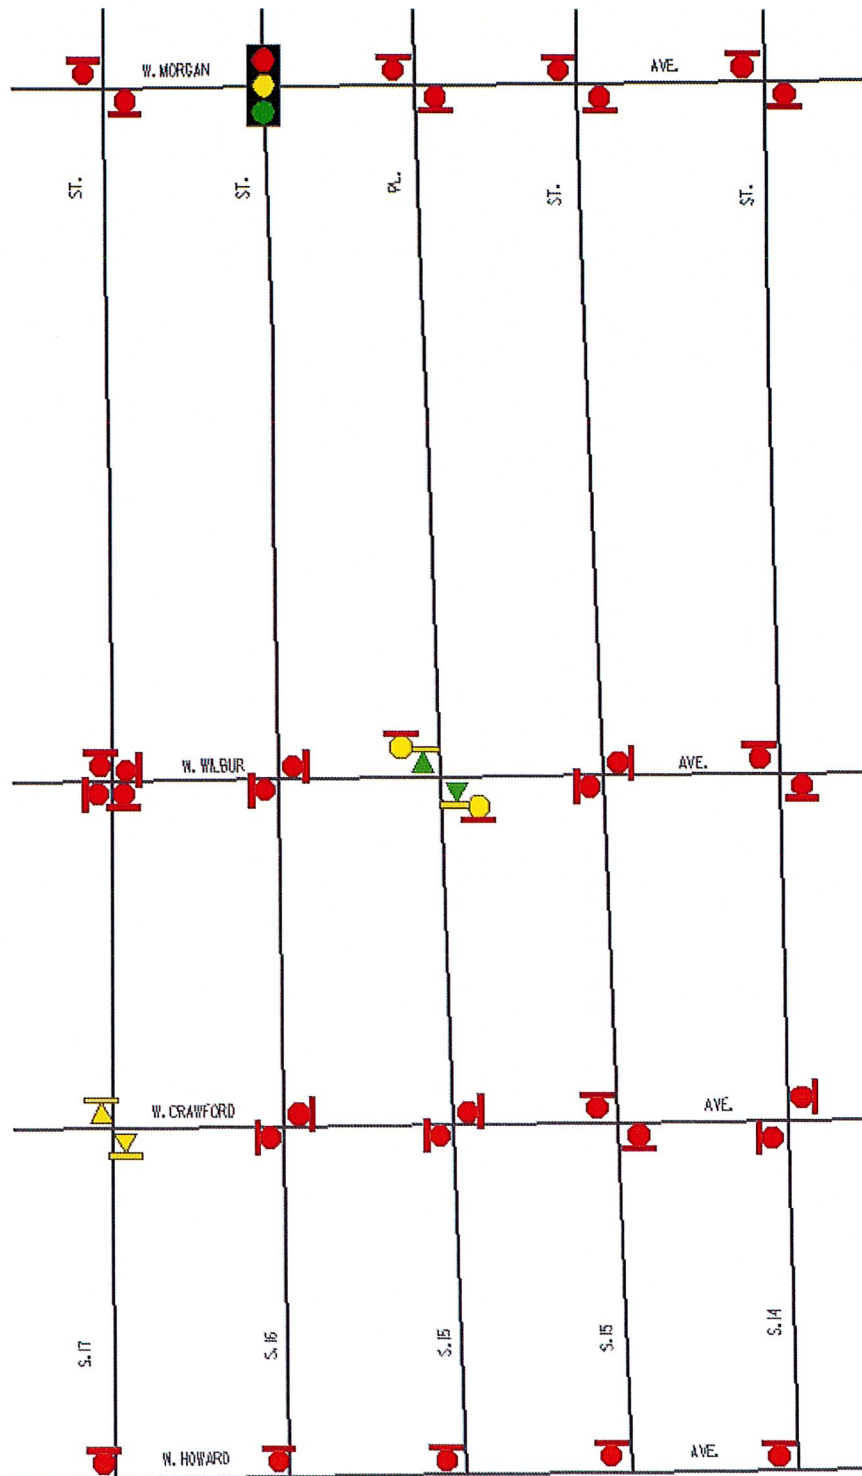 W. MORGAN AVE.
ST. ST. PL. ST. ST.
W. WILBUR AVE.
W. CRAWFORD AVE.
S. 17 S. 16 S. 15 S. 15 S. 14
W. HOWARD AVE.